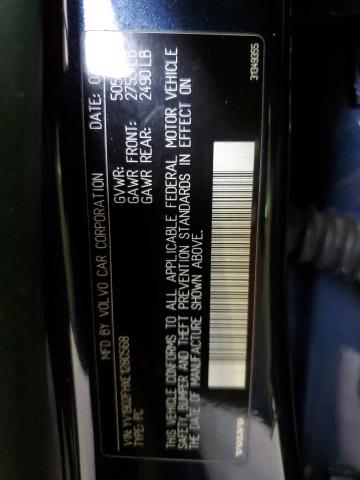 MFD. BY VOLVO CAR CORPORATION
GVWR:
GAWR FRONT:
GAWR REAR: 2490 LB
THIS VEHICLE CONFORMS TO ALL APPLICABLE FEDERAL MOTOR VEHICLE
SAFETY, BUMPER AND THEFT PREVENTION STANDARDS IN EFFECT ON
THE DATE OF MANUFACTURE SHOWN ABOVE.
VIN:
TYPE: PC
VOLVO
31349355